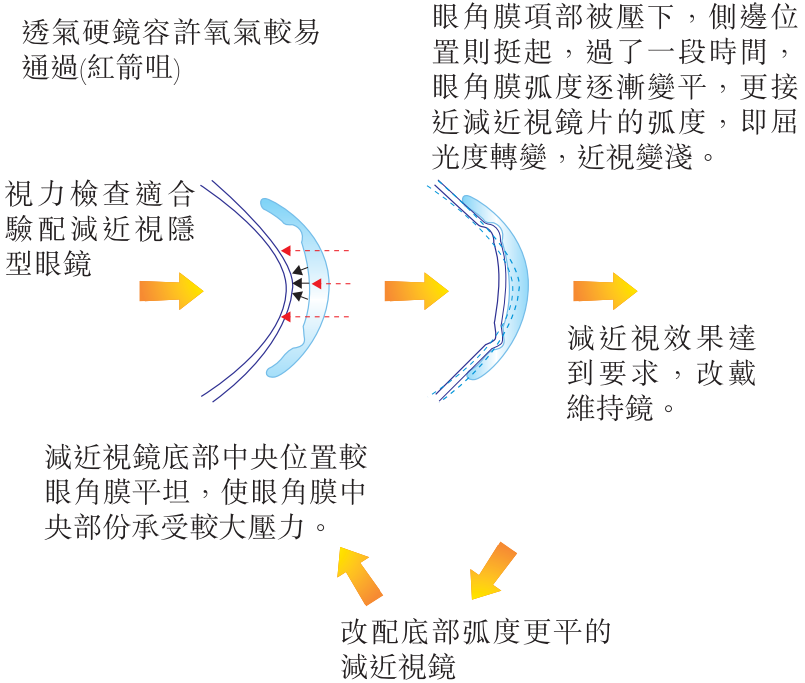 透氣硬鏡容許氧氣較易
通過(紅箭咀)
眼角膜項部被壓下，側邊位
置則挺起，過了一段時間，
眼角膜弧度逐漸變平，更接
近減近視鏡片的弧度，即屈
光度轉變，近視變淺。
視力檢查適合
驗配減近視隱
型眼鏡
減近視效果達
到要求，改戴
維持鏡。
減近視鏡底部中央位置較
眼角膜平坦，使眼角膜中
央部份承受較大壓力。
改配底部弧度更平的
減近視鏡